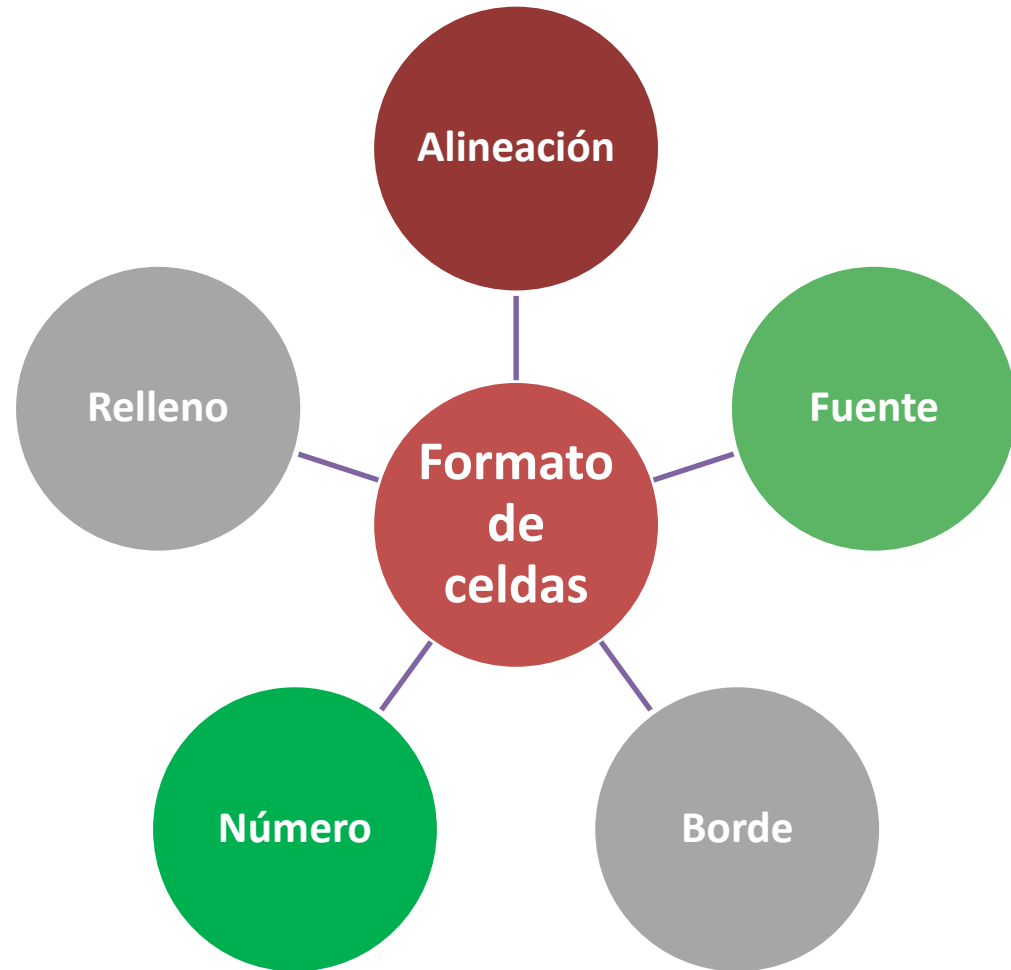 Alineación
Relleno
Fuente
Formato
de
celdas
Número
Borde